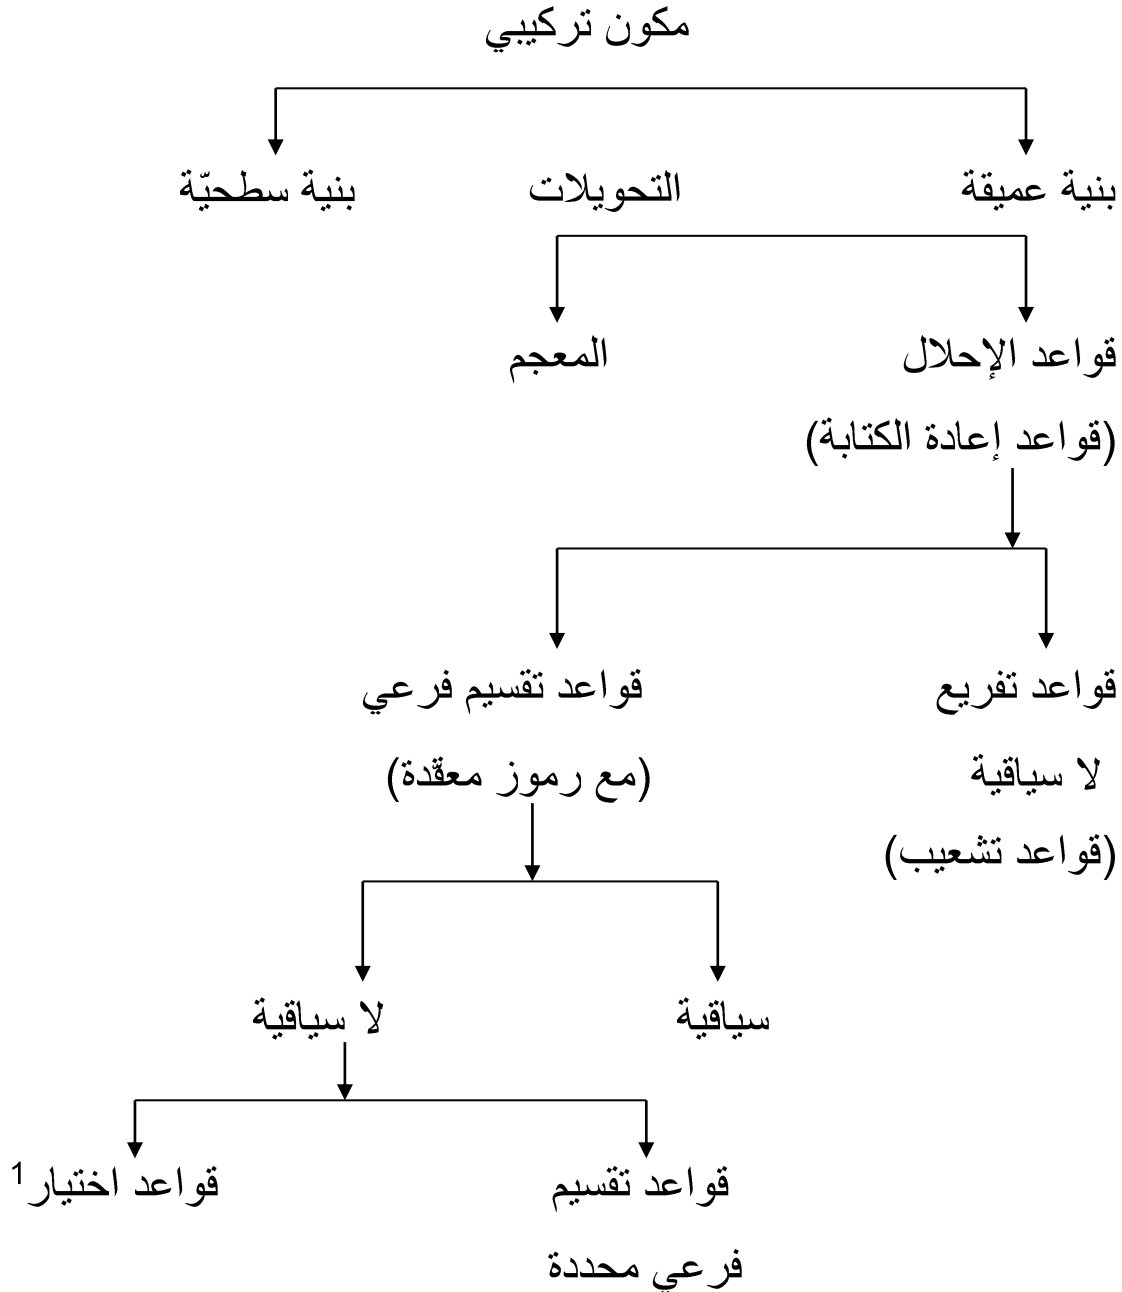 مكون تركيبي
بنية عميقة التحويلات بنية سطحيّة
قواعد الإحلال المعجم
(قواعد إعادة الكتابة)
قواعد تفريع قواعد تقسيم فرعي
لا سياقية (مع رموز معقّدة)
(قواعد تشعيب)
سياقية لا سياقية
قواعد تقسيم قواعد اختيار1
فرعي محددة